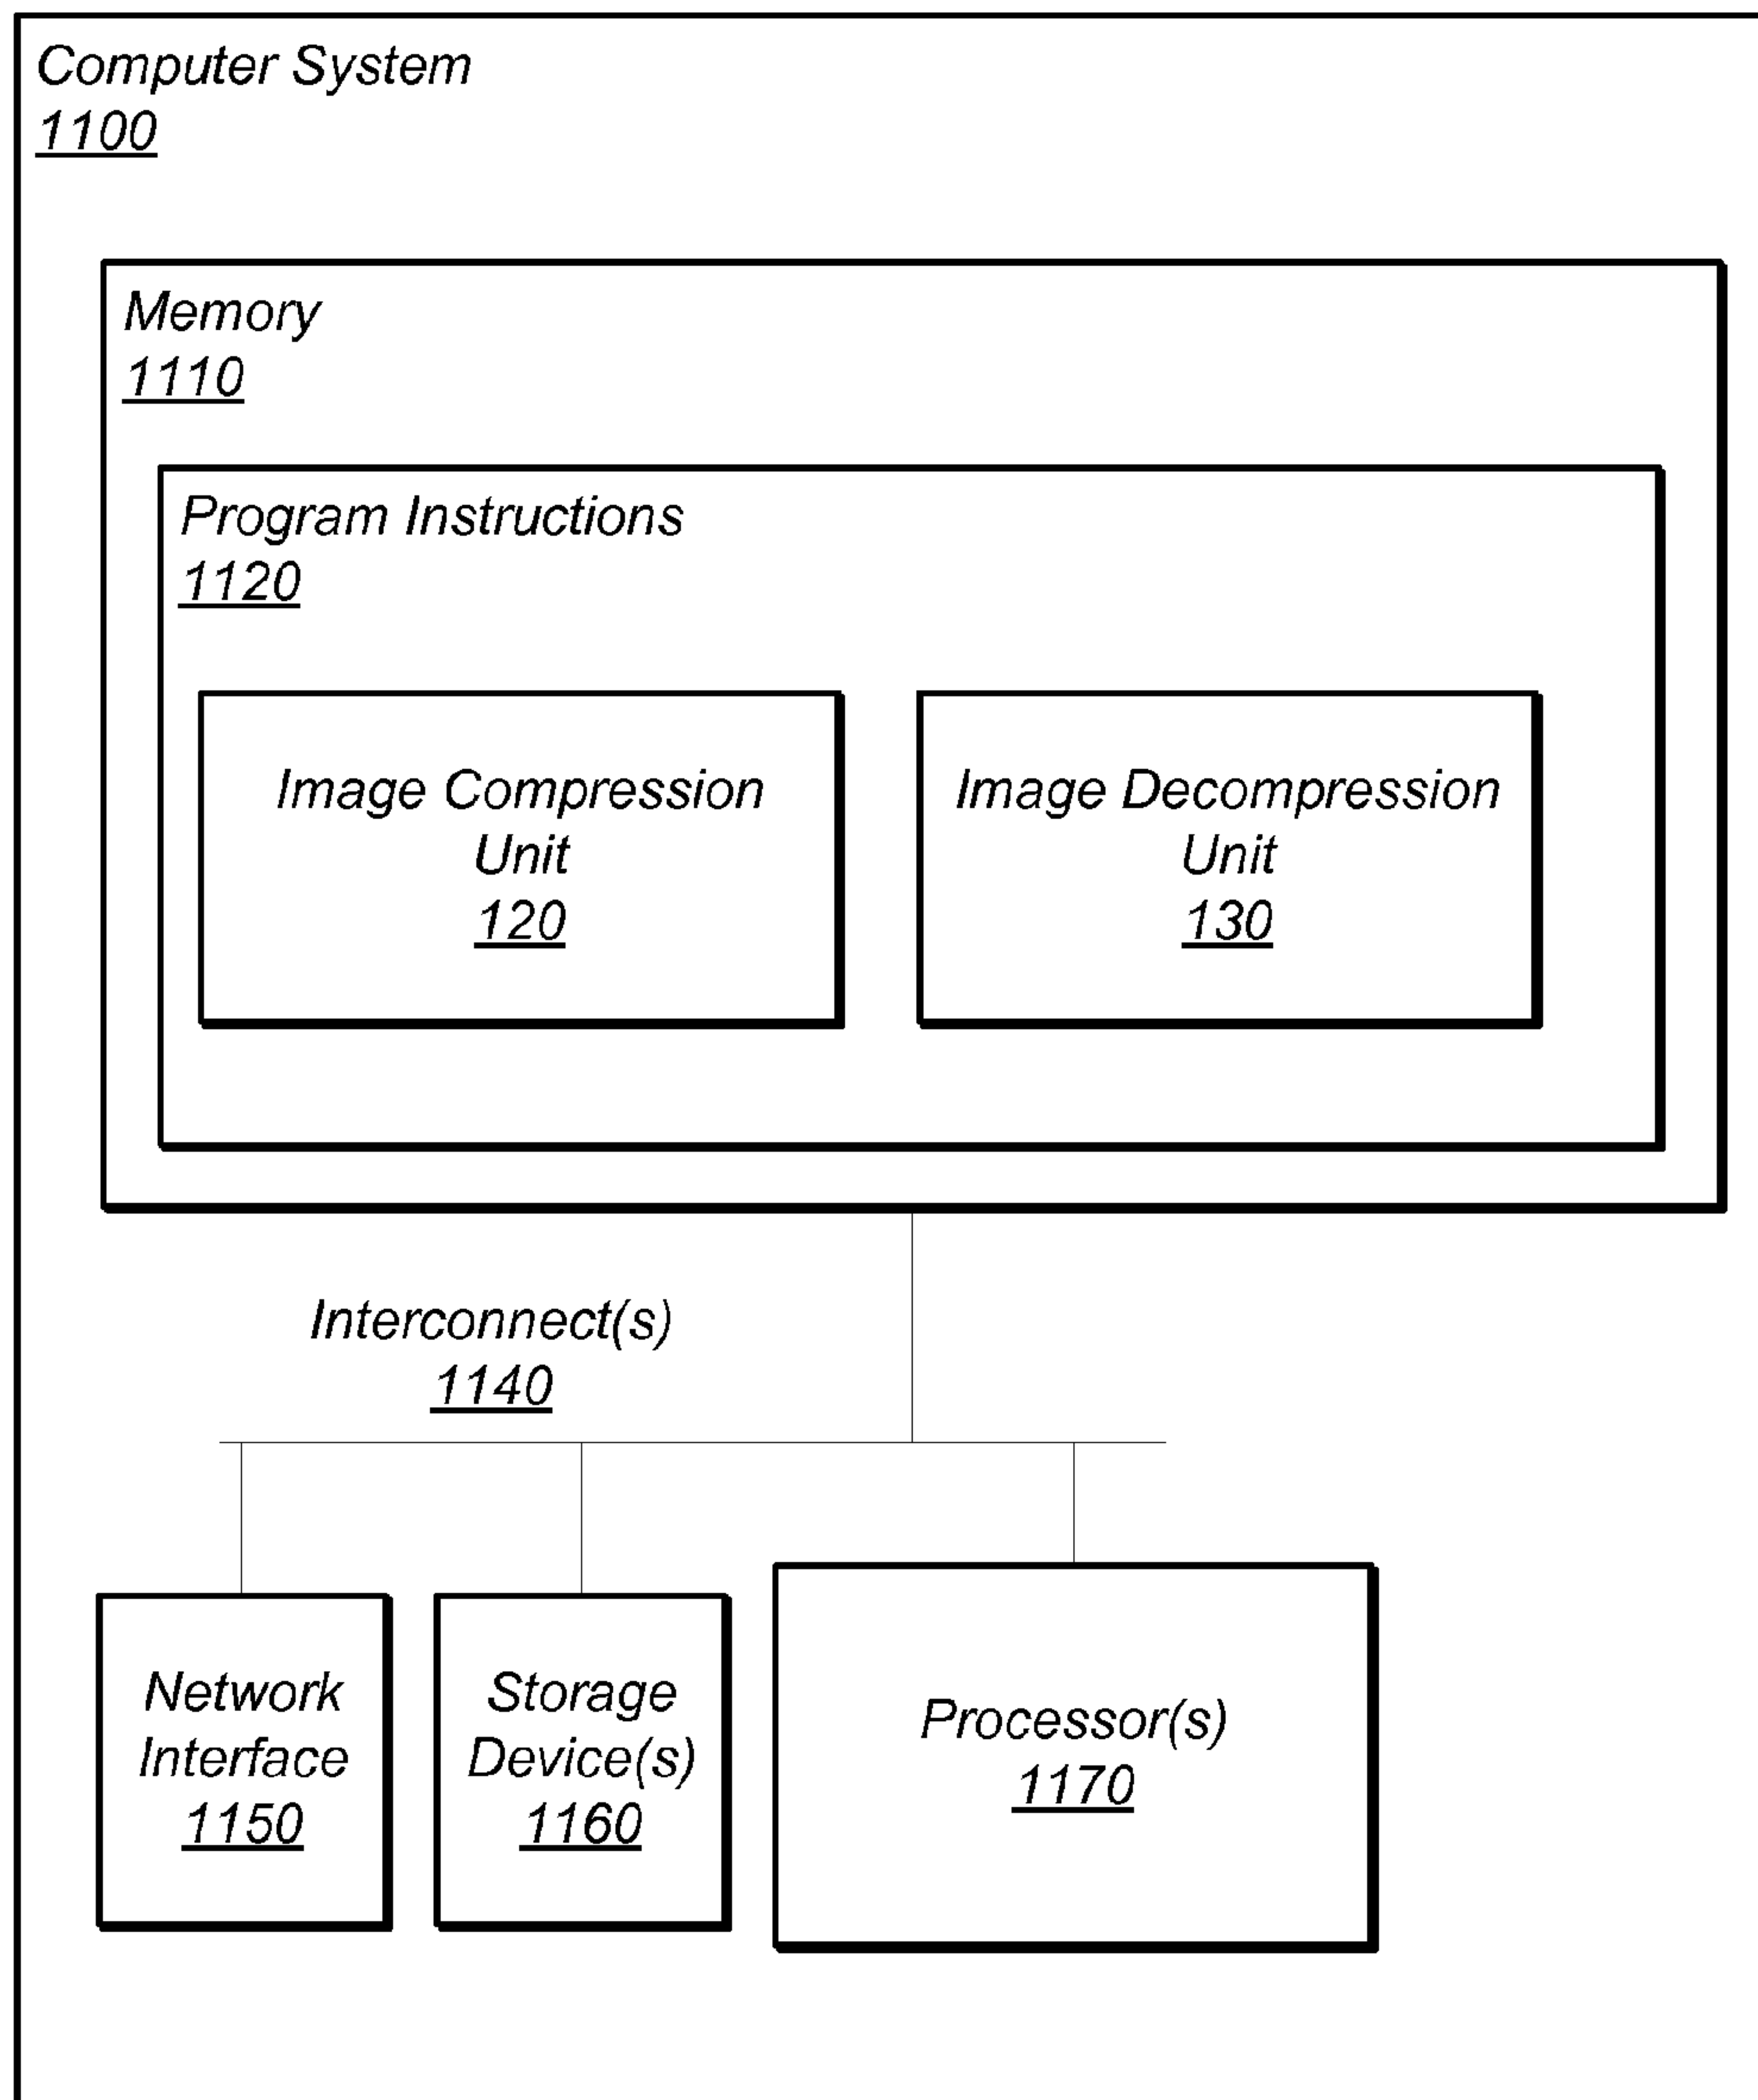 Computer System
1100
Memory
1110
Program Instructions
1120
Image Compression
Unit
120
Image Decompression
Unit
130
Interconnect(s)
1140
Network
Interface
1150
Storage
Device(s)
1160
Processor(s)
1170